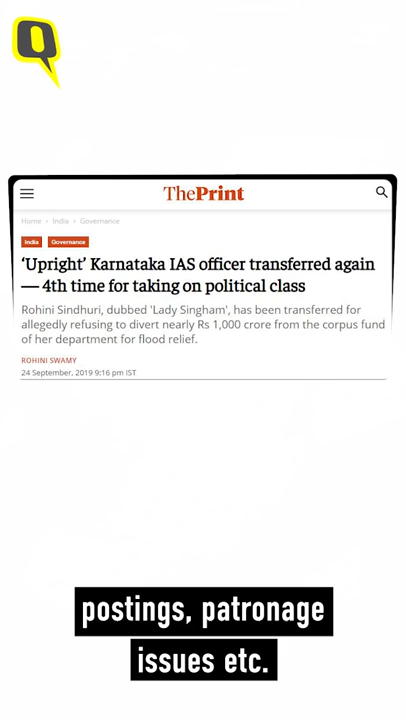 Q
ThePrint
Home › India › Governance
India Governance
‘Upright’ Karnataka IAS officer transferred again
— 4th time for taking on political class
Rohini Sindhuri, dubbed 'Lady Singham', has been transferred for
allegedly refusing to divert nearly Rs 1,000 crore from the corpus fund
of her department for flood relief.
ROHINI SWAMY
24 September, 2019 9:16 pm IST
postings, patronage
issues etc.